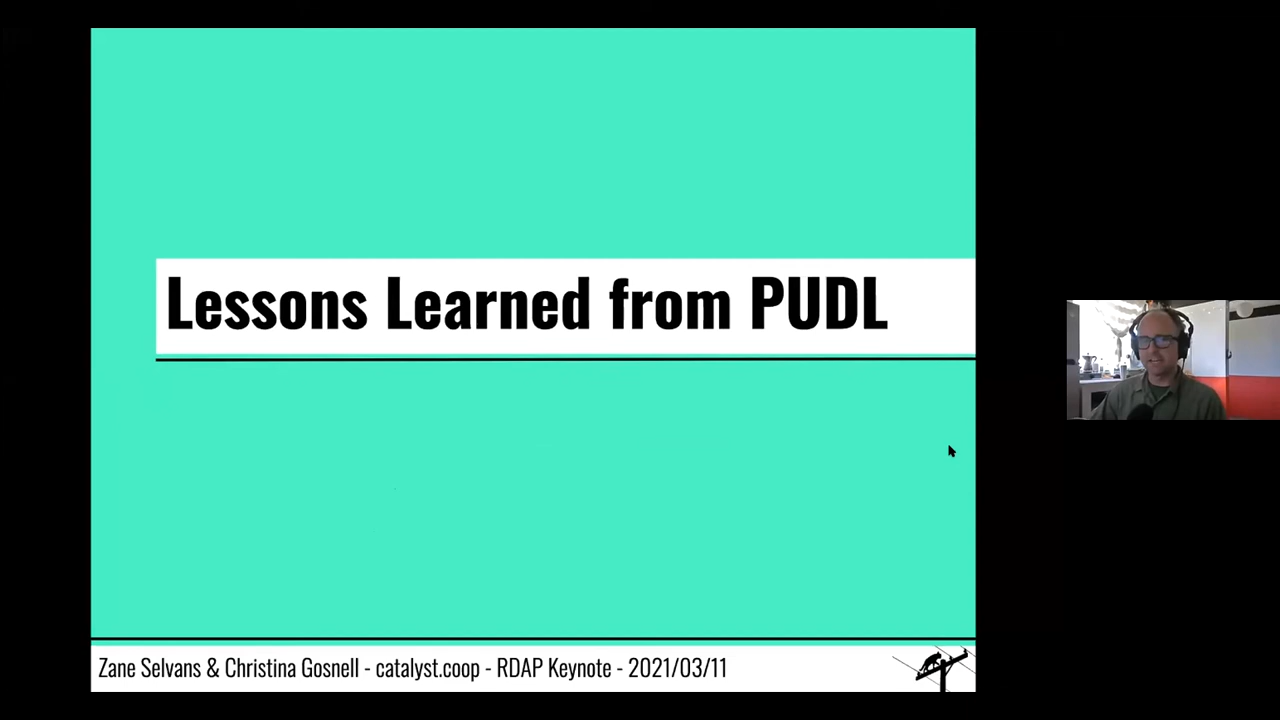 Lessons Learned from PUDL
Zane Selvans & Christina Gosnell - catalyst.coop - RDAP Keynote - 2021/03/11